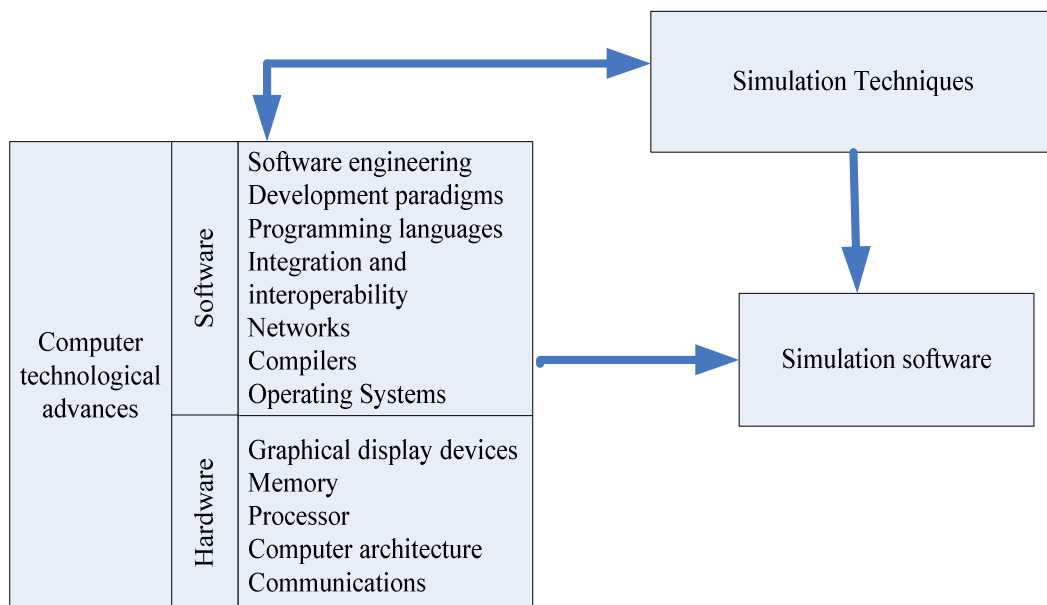 Simulation Techniques
Computer
technological
advances
Software
Software engineering
Development paradigms
Programming languages
Integration and
interoperability
Networks
Compilers
Operating Systems
Hardware
Graphical display devices
Memory
Processor
Computer architecture
Communications
Simulation software